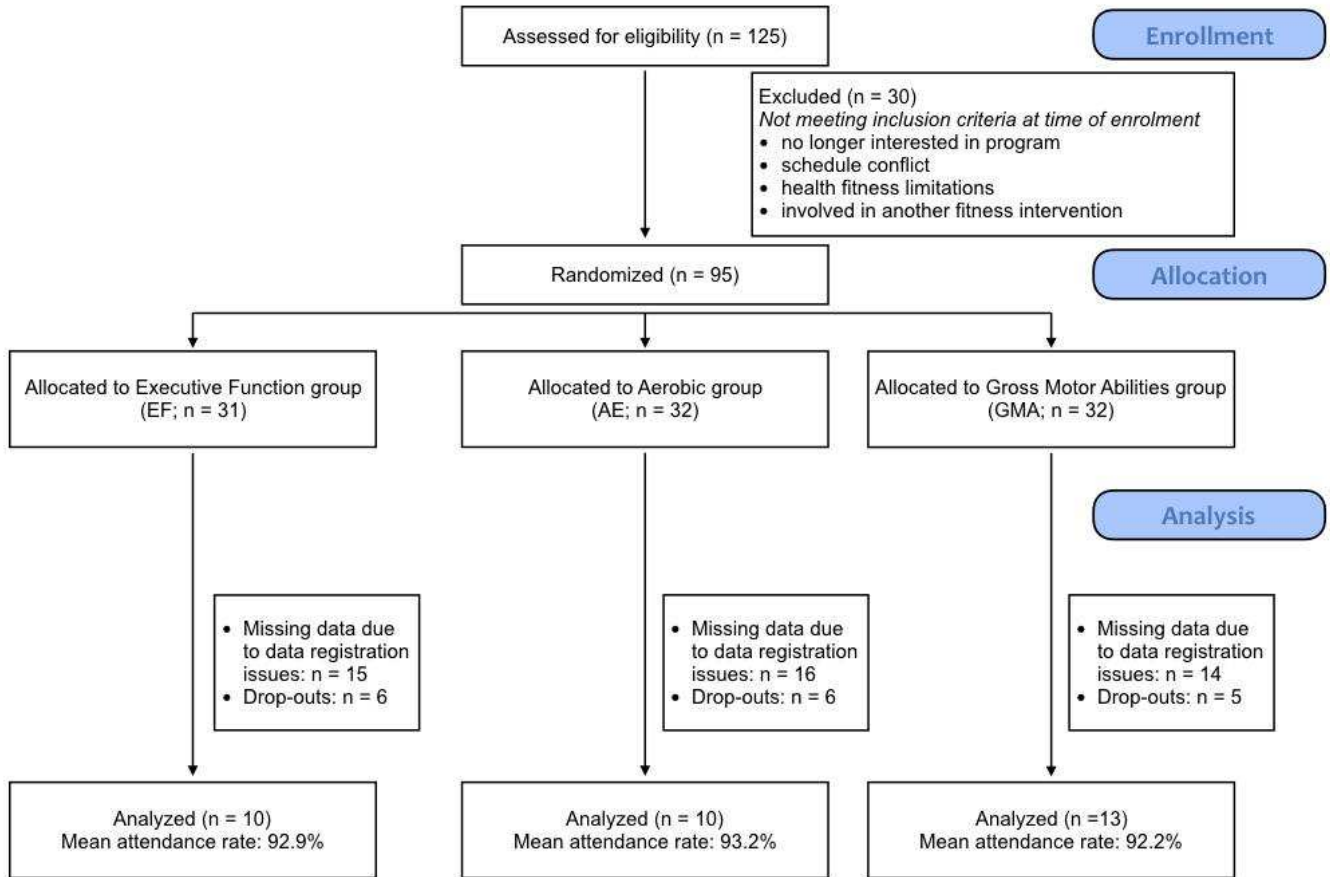 Assessed for eligibility (n = 125)
Enrollment
Excluded (n = 30)
Not meeting inclusion criteria at time of enrolment
• no longer interested in program
• schedule conflict
• health fitness limitations
• involved in another fitness intervention
Randomized (n = 95)
Allocation
Allocated to Executive Function group
(EF; n = 31)
Allocated to Aerobic group
(AE; n = 32)
Allocated to Gross Motor Abilities group
(GMA; n = 32)
Analysis
• Missing data due
to data registration
issues: n = 15
• Drop-outs: n = 6
• Missing data due
to data registration
issues: n = 16
• Drop-outs: n = 6
• Missing data due
to data registration
issues: n = 14
• Drop-outs: n = 5
Analyzed (n = 10)
Mean attendance rate: 92.9%
Analyzed (n = 10)
Mean attendance rate: 93.2%
Analyzed (n =13)
Mean attendance rate: 92.2%